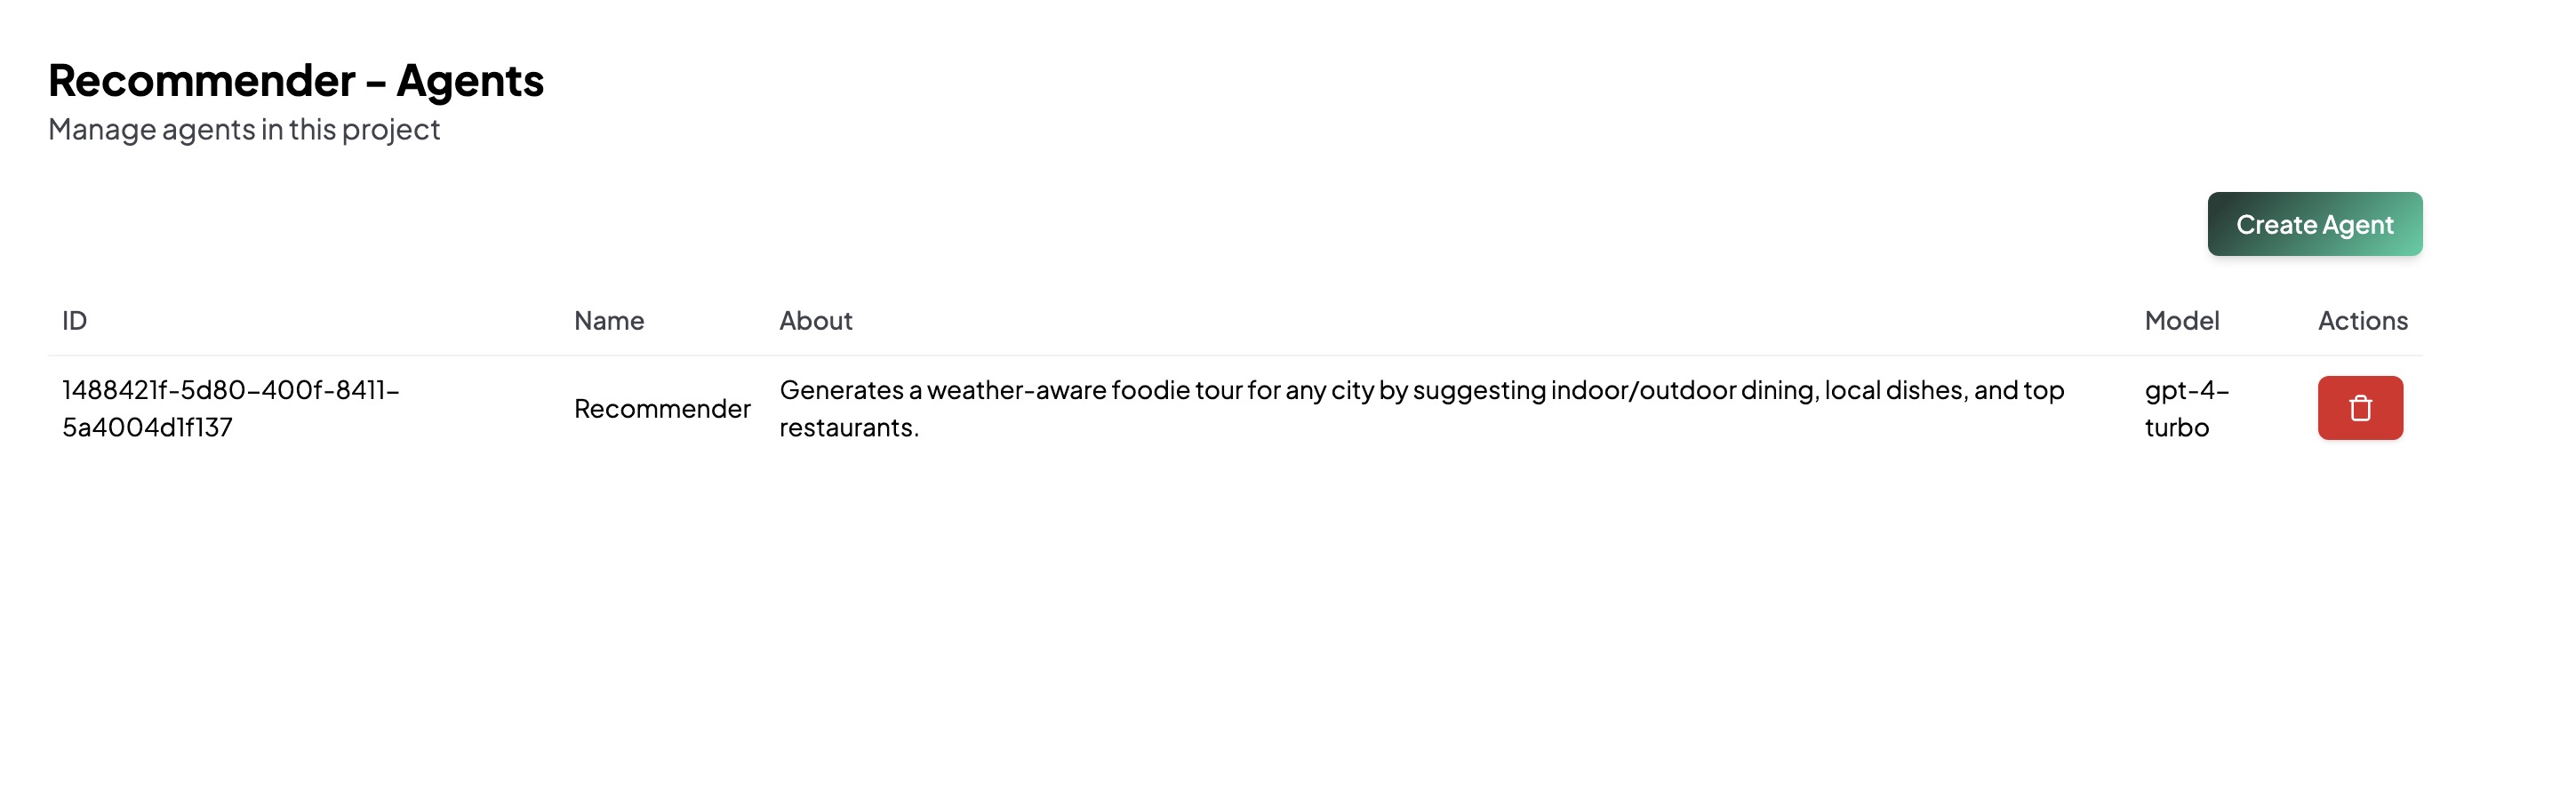 Recommender - Agents
Manage agents in this project
Create Agent
ID Name About Model Actions
1488421f-5d80-400f-8411-
5a4004d1f137
Recommender
Generates a weather-aware foodie tour for any city by suggesting indoor/outdoor dining, local dishes, and top
restaurants.
gpt-4-
turbo